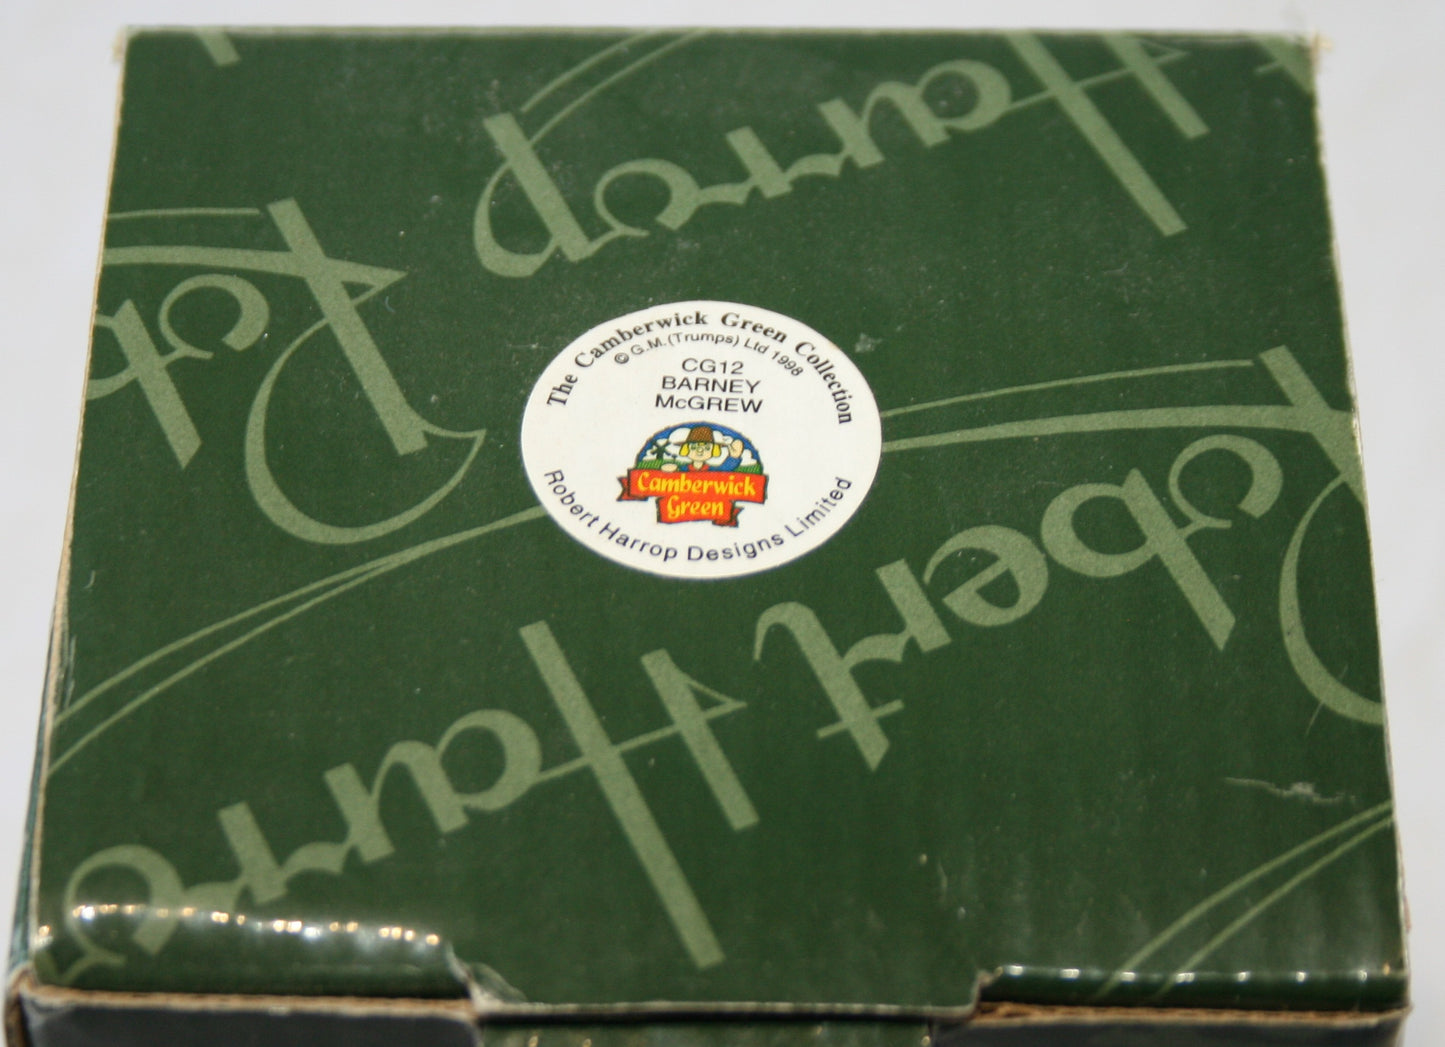 The Camberwick Green Collection
© G.M.(Trumps) Ltd 1998
CG12
BARNEY
McGREW
Camberwick
Green
Robert Harrop Designs Limited
Harrop
Robert
Harrop